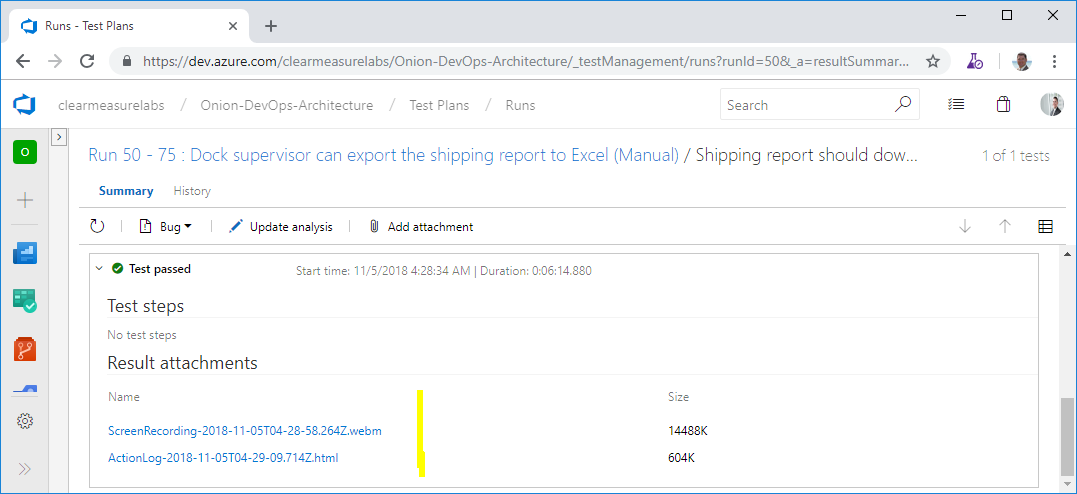 Runs - Test Plans
https://dev.azure.com/clearmeasurelabs/Onion-DevOps-Architecture/_testManagement/runs?runId=50&_a=resultSummar...
clearmeasurelabs / Onion-DevOps-Architecture / Test Plans / Runs
Search
O
Run 50 - 75 : Dock supervisor can export the shipping report to Excel (Manual) / Shipping report should dow...
1 of 1 tests
Summary History
Bug Update analysis Add attachment
Test passed Start time: 11/5/2018 4:28:34 AM | Duration: 0:06:14.880
Test steps
No test steps
Result attachments
Name Size
ScreenRecording-2018-11-05T04-28-58.264Z.webm 14488K
ActionLog-2018-11-05T04-29-09.714Z.html 604K